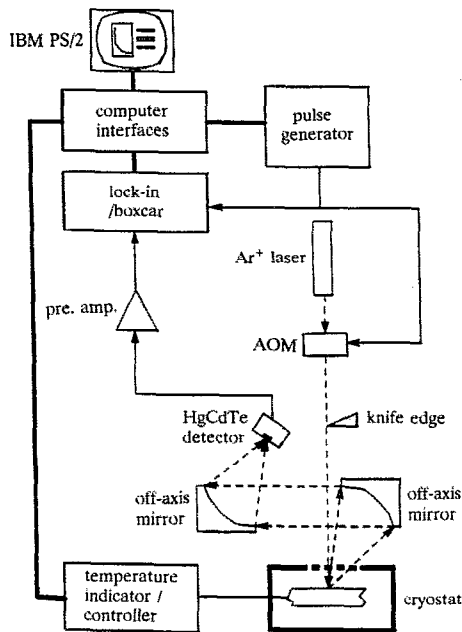 IBM PS/2
computer
interfaces
pulse
generator
lock-in
/boxcar
Ar⁺ laser
pre. amp.
AOM
HgCdTe
detector
knife edge
off-axis
mirror
off-axis
mirror
temperature
indicator /
controller
cryostat